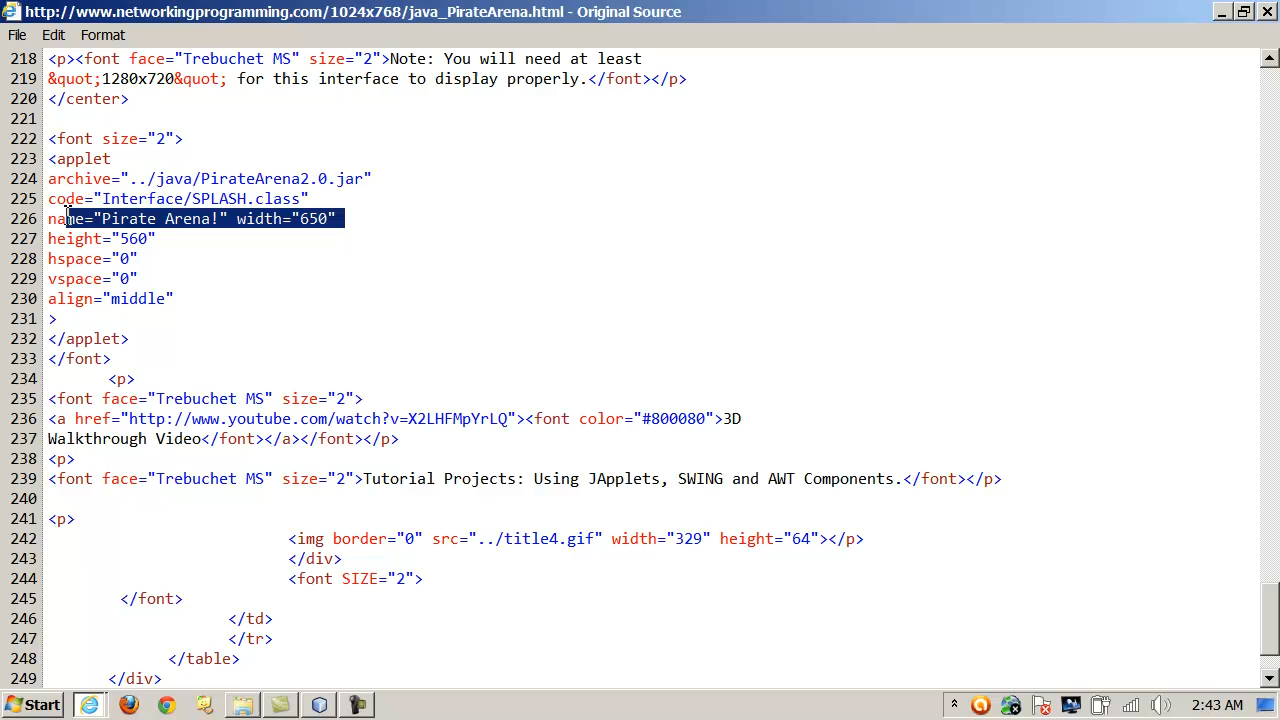 http://www.networkingprogramming.com/1024x768/java_PirateArena.html - Original Source
File Edit Format
218 <p><font face="Trebuchet MS" size="2">Note: You will need at least
219 &quot;1280x720&quot; for this interface to display properly.</font></p>
220 </center>
221
222 <font size="2">
223 <applet
224 archive="../java/PirateArena2.0.jar"
225 code="Interface/SPLASH.class"
226 name="Pirate Arena!" width="650"
227 height="560"
228 hspace="0"
229 vspace="0"
230 align="middle"
231 >
232 </applet>
233 </font>
234 <p>
235 <font face="Trebuchet MS" size="2">
236 <a href="http://www.youtube.com/watch?v=X2LHFMpYrLQ"><font color="#800080">3D
237 Walkthrough Video</font></a></font></p>
238 <p>
239 <font face="Trebuchet MS" size="2">Tutorial Projects: Using JApplets, SWING and AWT Components.</font></p>
240
241 <p>
242 <img border="0" src="../title4.gif" width="329" height="64"></p>
243 </div>
244 <font SIZE="2">
245 </font>
246 </td>
247 </tr>
248 </table>
249 </div>
Start 2:43 AM